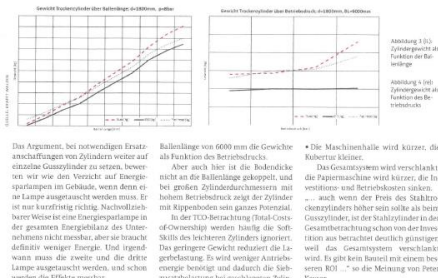 Gewicht Trockenzylinder über Ballenlänge, d=1800mm, p=8bar
Gewicht Trockenzylinder über Betriebsdruck, d=1800mm, BL=6000mm
Abbildung 3 (li.):
Zylindergewicht als
Funktion der Bal-
lenlänge
Abbildung 4 (re):
Zylindergewicht als
Funktion des Be-
triebsdrucks
Das Argument, bei notwendigen Ersatz-
anschaffungen von Zylindern weiter auf
einzelne Gusszylinder zu setzen, bewer-
ten wir wie den Verzicht auf Energie-
sparlampen im Gebäude, wenn denn ei-
ne Lampe ausgetauscht werden muss. Er
ist nur kurzfristig richtig. Nachvollzieh-
barer Weise ist eine Energiesparlampe in
der gesamten Energiebilanz des Unter-
nehmens nicht messbar, aber sie braucht
definitiv weniger Energie. Und irgend-
wann muss die zweite und die dritte
Lampe ausgetauscht werden, und schon
werden die Effekte
Ballenlänge von 6000 mm die Gewichte
als Funktion des Betriebsdrucks.
Aber auch hier ist die Bodendicke
nicht an die Ballenlänge gekoppelt, und
bei großen Zylinderdurchmessern mit
hohem Betriebsdruck zeigt der Zylinder
mit Rippenboden sein ganzes Potenzial.
In der TCO-Betrachtung (Total-Costs-
of-Ownership) werden häufig die Soft-
Skills des leichteren Zylinders ignoriert.
Das geringere Gewicht reduziert die La-
gerbelastung. Es wird weniger Antriebs-
energie benötigt und dadurch die
• Die Maschinenhalle wird kürzer, die
Kubertur kleiner.
Das Gesamtsystem wird verschlankt,
die Papiermaschine wird kürzer, die In-
vestitions- und Betriebskosten sinken.
„... auch wenn der Preis des Stahltro-
ckenzylinders höher sein sollte als beim
Gusszylinder, ist der Stahlzylinder in der
Gesamtbetrachtung schon von der Inves-
tition aus betrachtet deutlich günstiger,
weil das Gesamtsystem verschlankt
wird. Es gibt kein Bauteil mit einem bes-
seren ROI ..." so die Meinung von